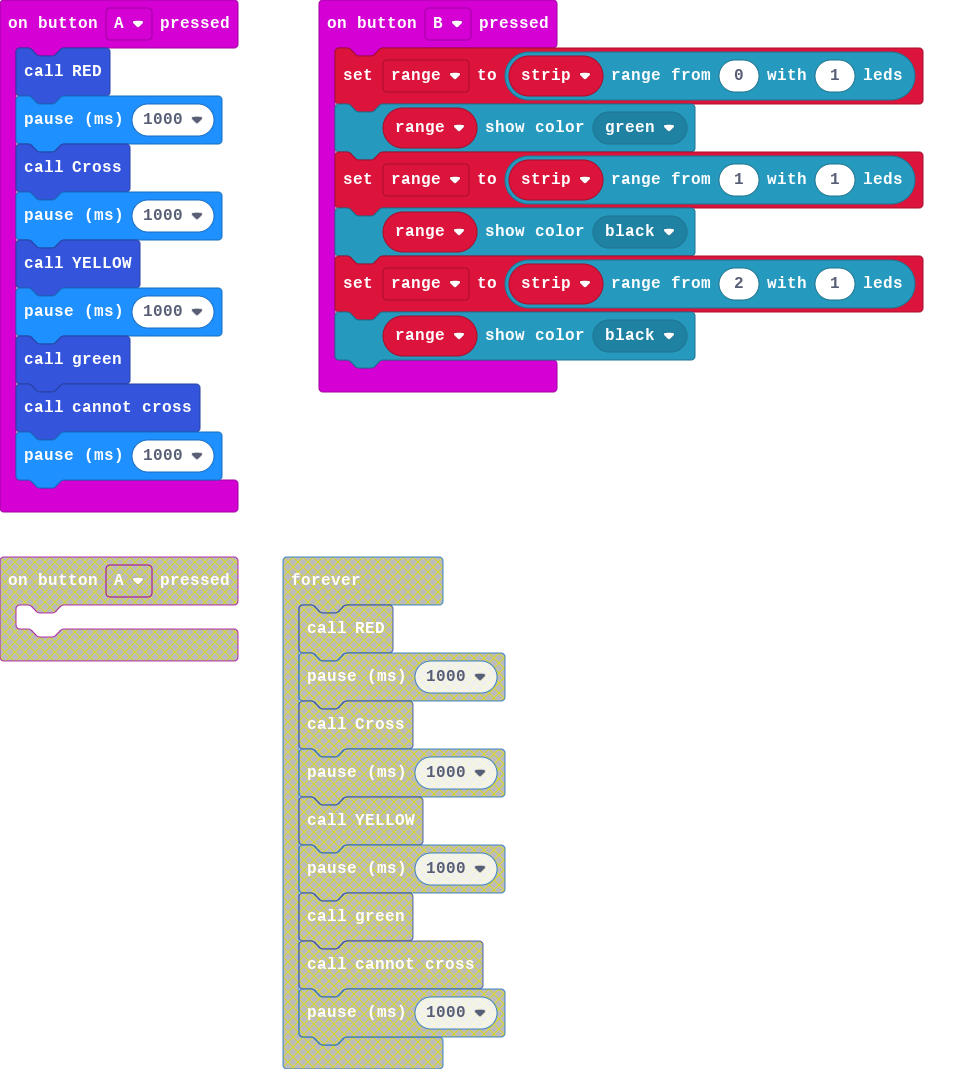 on button A pressed
call RED
pause (ms) 1000
call Cross
pause (ms) 1000
call YELLOW
pause (ms) 1000
call green
call cannot cross
pause (ms) 1000
on button B pressed
set range to strip range from 0 with 1 leds
range show color green
set range to strip range from 1 with 1 leds
range show color black
set range to strip range from 2 with 1 leds
range show color black
on button A pressed
forever
call RED
pause (ms) 1000
call Cross
pause (ms) 1000
call YELLOW
pause (ms) 1000
call green
call cannot cross
pause (ms) 1000